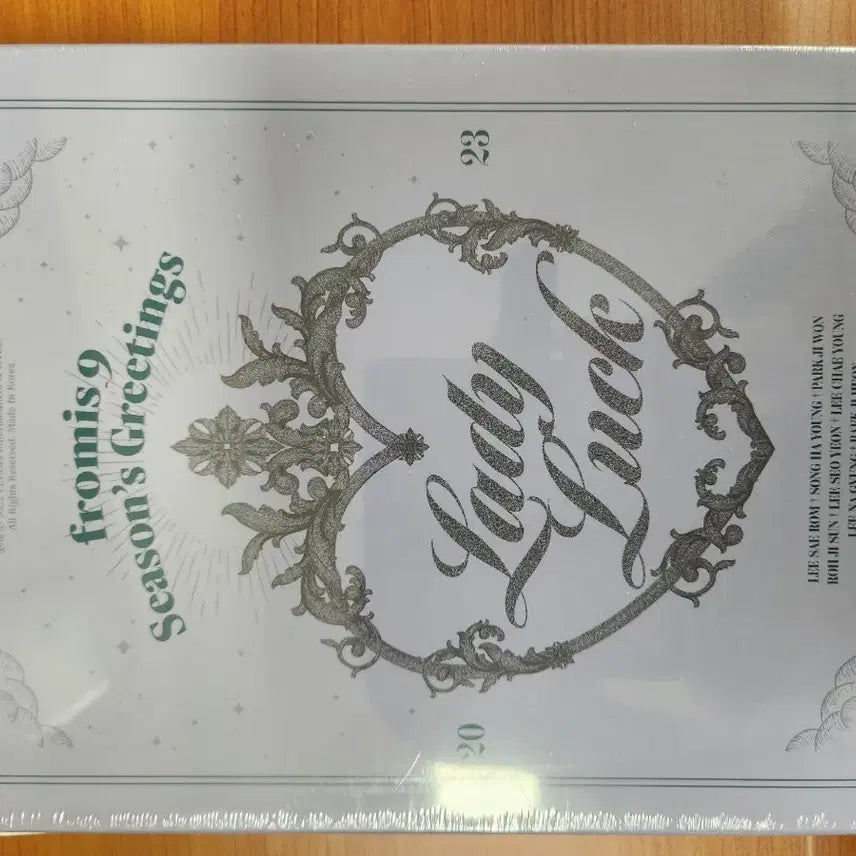 All Rights Reserved. Made In Korea.
fromis_9
Season's Greetings
20 23
Lady
Luck
LEE SAE ROM † SONG HA YOUNG † PARK JI WON
ROH JI SUN † LEE SEO YEON † LEE CHAE YOUNG